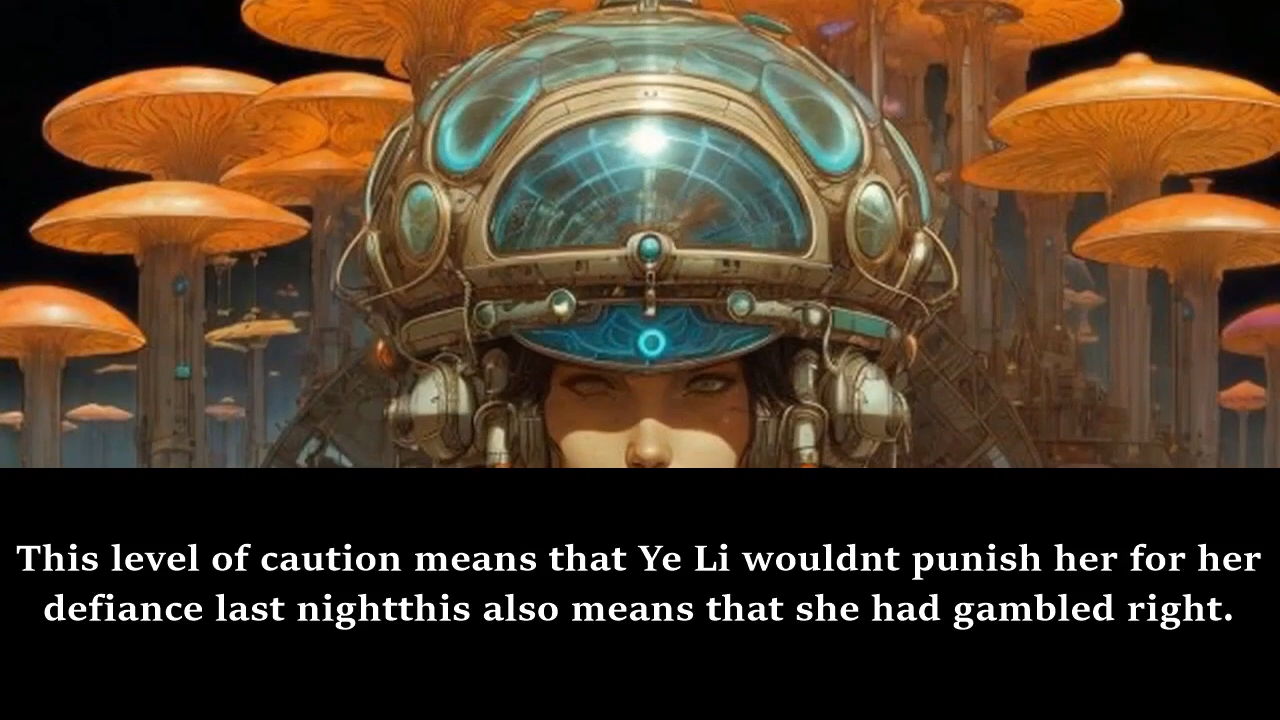 This level of caution means that Ye Li wouldnt punish her for her
defiance last nightthis also means that she had gambled right.